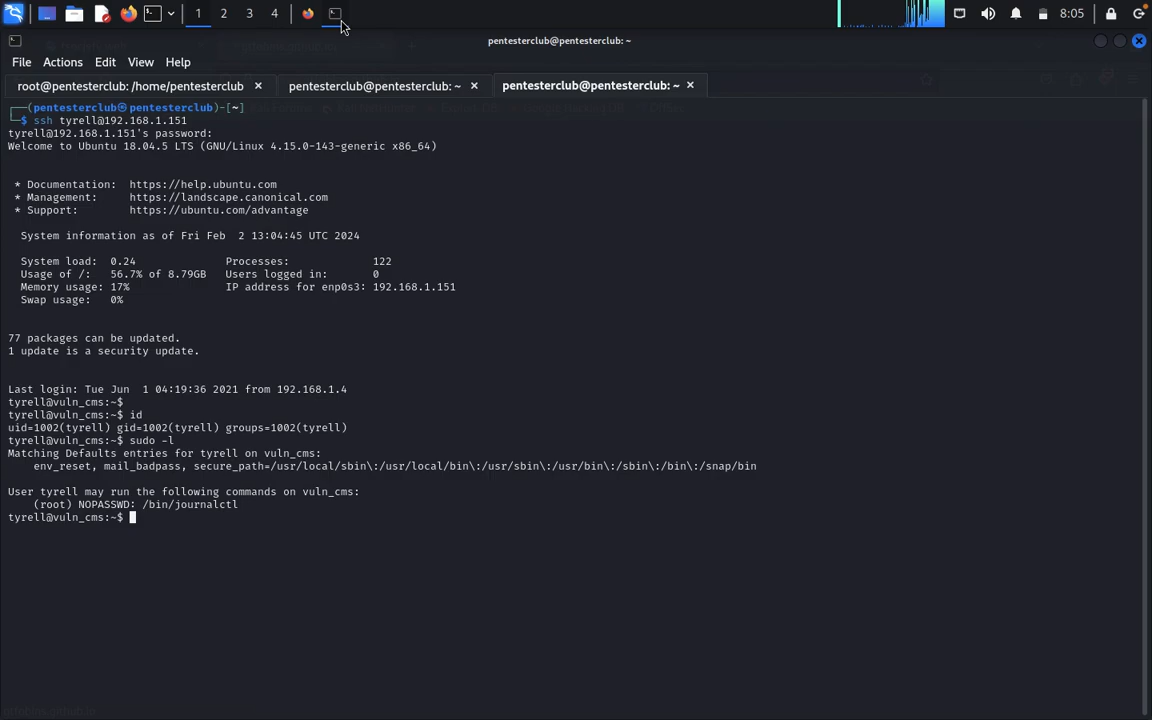 1 2 3 4 8:05
pentesterclub@pentesterclub: ~
File Actions Edit View Help
root@pentesterclub: /home/pentesterclub × pentesterclub@pentesterclub: ~ × pentesterclub@pentesterclub: ~ ×
┌──(pentesterclub㉿pentesterclub)-[~]
└─$ ssh tyrell@192.168.1.151
tyrell@192.168.1.151's password:
Welcome to Ubuntu 18.04.5 LTS (GNU/Linux 4.15.0-143-generic x86_64)
* Documentation: https://help.ubuntu.com
* Management: https://landscape.canonical.com
* Support: https://ubuntu.com/advantage
System information as of Fri Feb 2 13:04:45 UTC 2024
System load: 0.24 Processes: 122
Usage of /: 56.7% of 8.79GB Users logged in: 0
Memory usage: 17% IP address for enp0s3: 192.168.1.151
Swap usage: 0%
77 packages can be updated.
1 update is a security update.
Last login: Tue Jun 1 04:19:36 2021 from 192.168.1.4
tyrell@vuln_cms:~$
tyrell@vuln_cms:~$ id
uid=1002(tyrell) gid=1002(tyrell) groups=1002(tyrell)
tyrell@vuln_cms:~$ sudo -l
Matching Defaults entries for tyrell on vuln_cms:
env_reset, mail_badpass, secure_path=/usr/local/sbin\:/usr/local/bin\:/usr/sbin\:/usr/bin\:/sbin\:/bin\:/snap/bin
User tyrell may run the following commands on vuln_cms:
(root) NOPASSWD: /bin/journalctl
tyrell@vuln_cms:~$